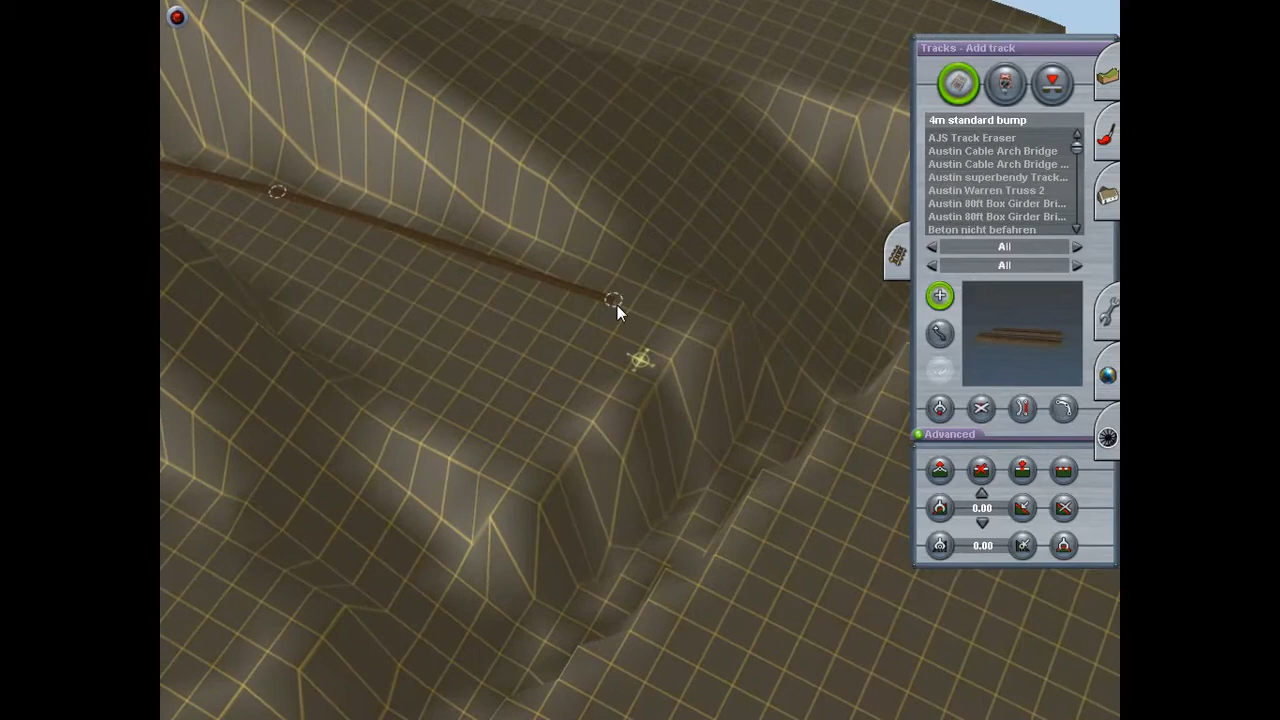 Tracks - Add track
4m standard bump
AJS Track Eraser
Austin Cable Arch Bridge
Austin Cable Arch Bridge ...
Austin superbendy Track...
Austin Warren Truss 2
Austin 80ft Box Girder Bri...
Austin 80ft Box Girder Bri...
Beton nicht befahren
All
All
Advanced
0.00
0.00